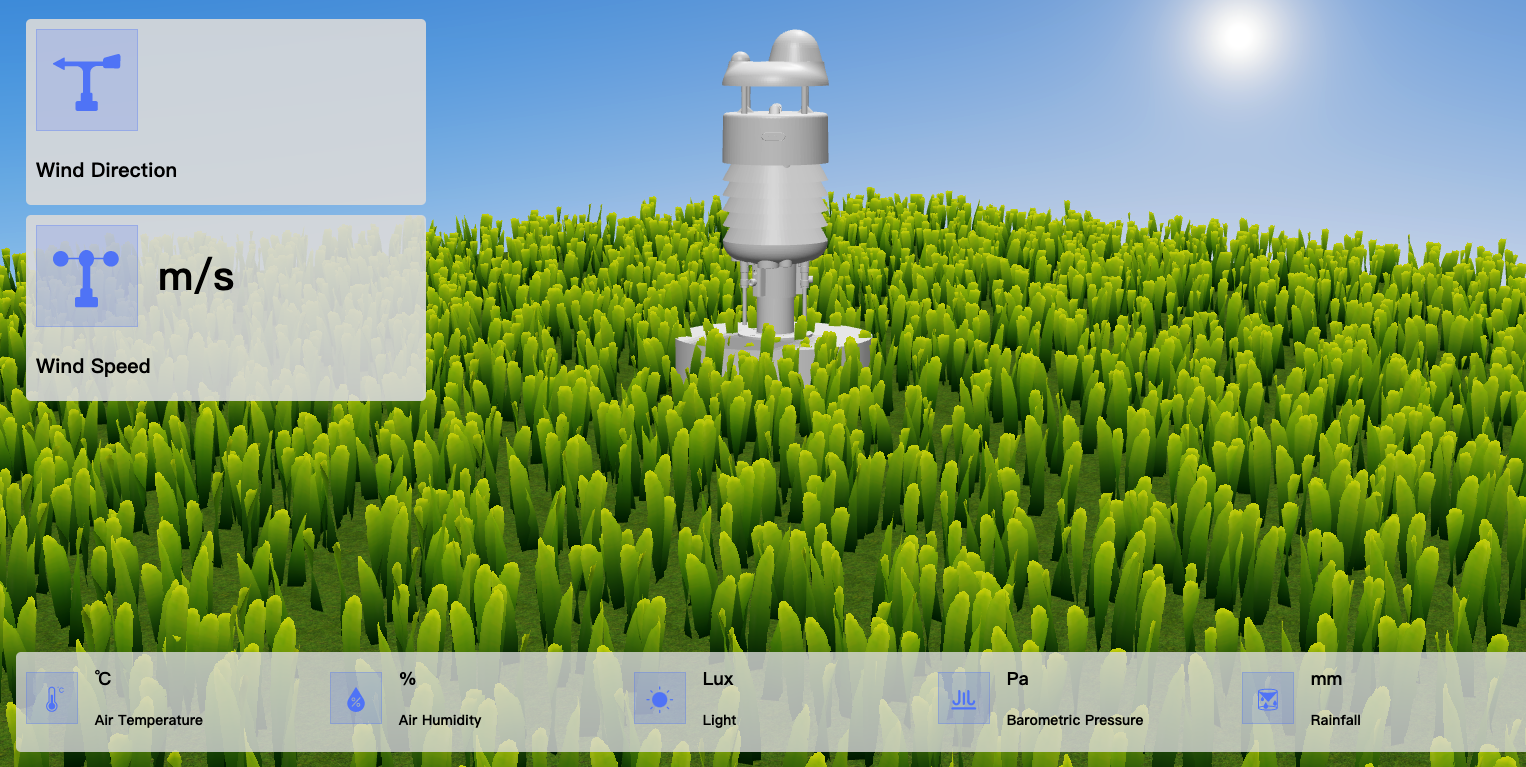 Wind Direction
m/s
Wind Speed
℃
Air Temperature
%
Air Humidity
Lux
Light
Pa
Barometric Pressure
mm
Rainfall